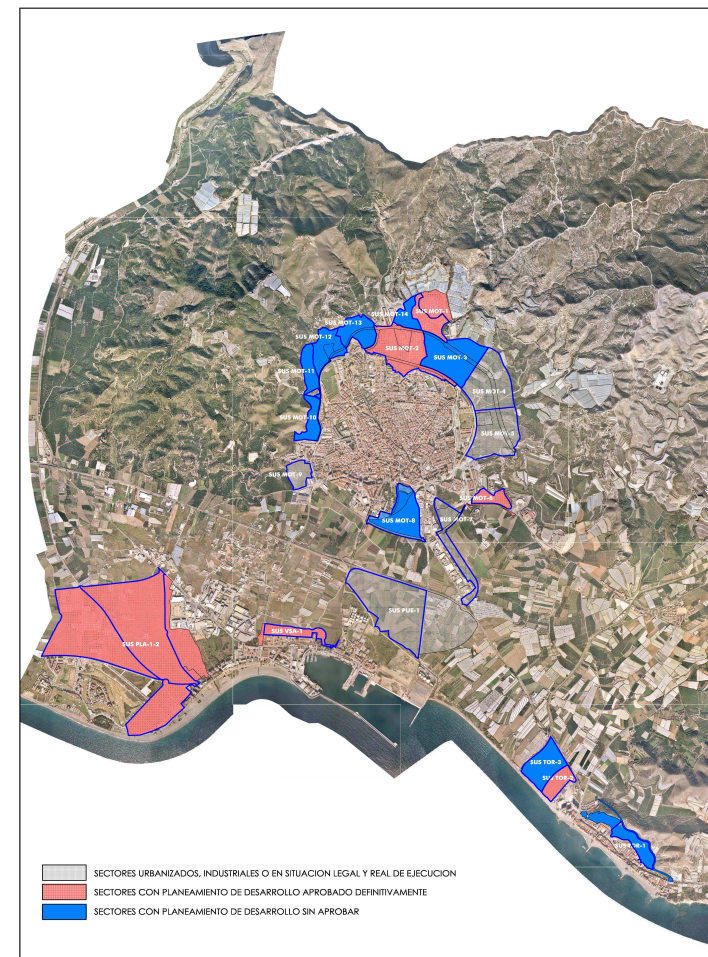 SUS MOT-1
SUS MOT-14
SUS MOT-13
SUS MOT-12
SUS MOT-2
SUS MOT-3
SUS MOT-11
SUS MOT-4
SUS MOT-10
SUS MOT-5
SUS MOT-9
SUS MOT-6
SUS MOT-8
SUS MOT-7
SUS PUE-1
SUS VSA-1
SUS PLA-1-2
SUS TOR-3
SUS TOR-2
SUS TOR-1
SECTORES URBANIZADOS, INDUSTRIALES O EN SITUACION LEGAL Y REAL DE EJECUCION
SECTORES CON PLANEAMIENTO DE DESARROLLO APROBADO DEFINITIVAMENTE
SECTORES CON PLANEAMIENTO DE DESARROLLO SIN APROBAR